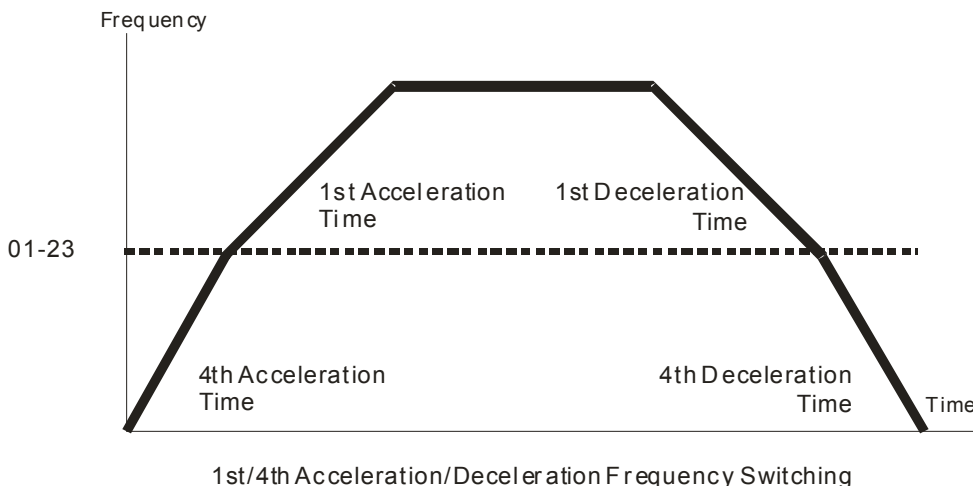 Frequency
1st Acceleration
Time
1st Deceleration
Time
01-23
4th Acceleration
Time
4th Deceleration
Time
Time
1st/4th Acceleration/Deceleration Frequency Switching